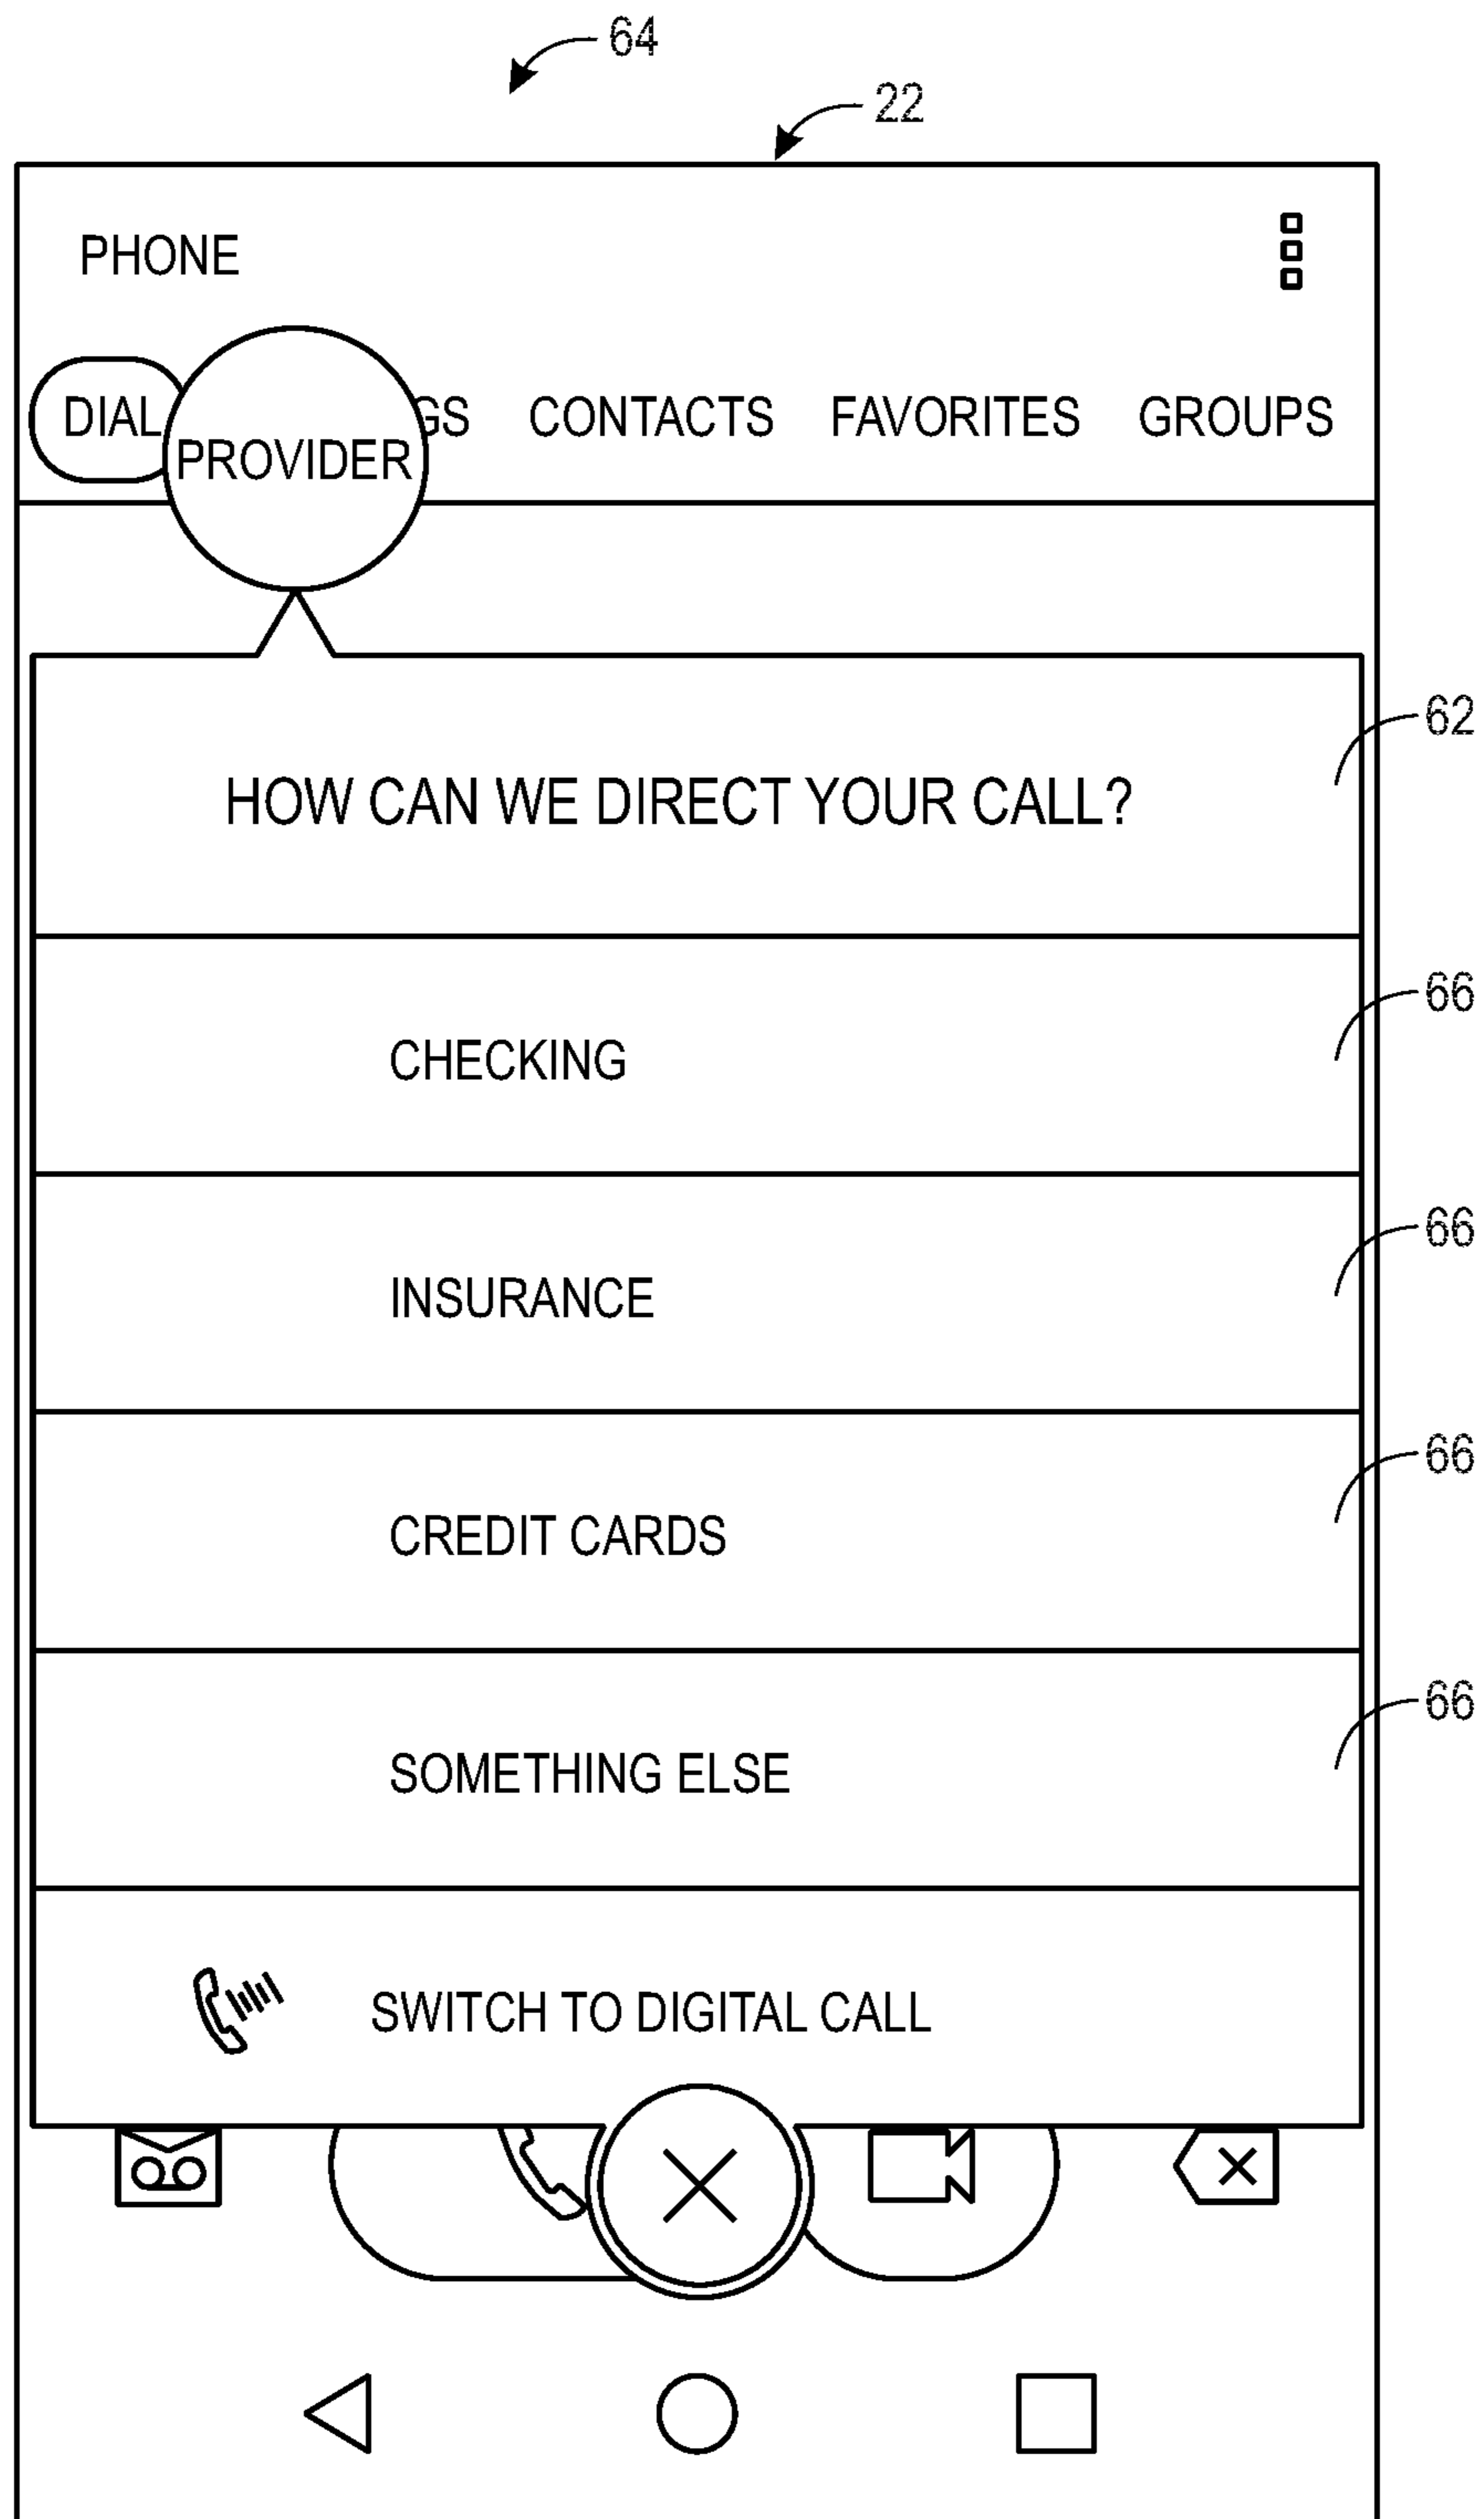 64
22
PHONE
DIAL GS CONTACTS FAVORITES GROUPS
PROVIDER
62
HOW CAN WE DIRECT YOUR CALL?
66
CHECKING
66
INSURANCE
66
CREDIT CARDS
66
SOMETHING ELSE
SWITCH TO DIGITAL CALL